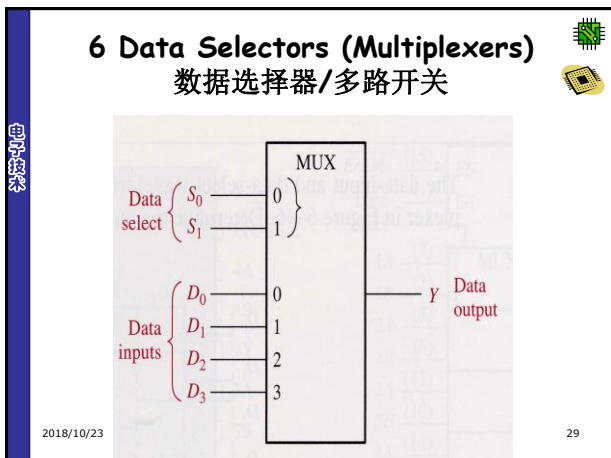 6 Data Selectors (Multiplexers)
数据选择器/多路开关
电子技术
MUX
Data select
S0 0
S1 1
Data inputs
D0 0
D1 1
D2 2
D3 3
Y Data output
2018/10/23
29